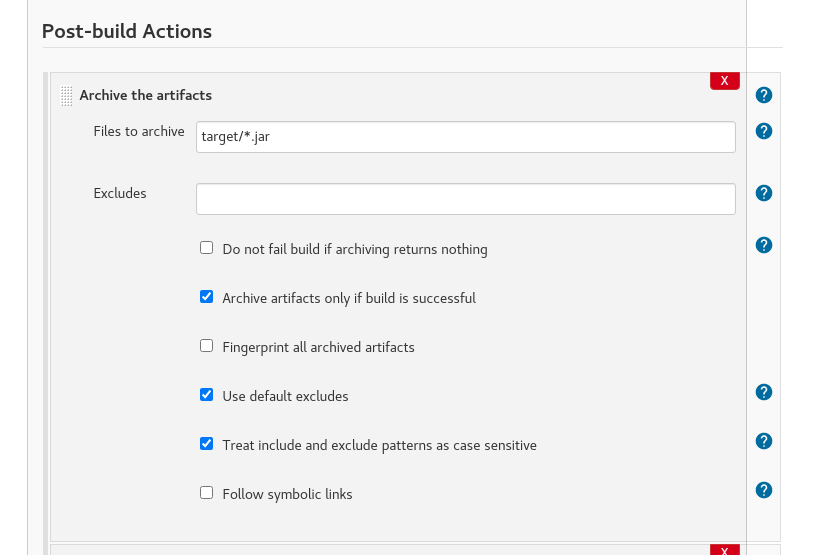 Post-build Actions
X
Archive the artifacts
?
Files to archive
target/*.jar
?
Excludes
?
Do not fail build if archiving returns nothing
?
Archive artifacts only if build is successful
Fingerprint all archived artifacts
Use default excludes
?
Treat include and exclude patterns as case sensitive
?
Follow symbolic links
?
X